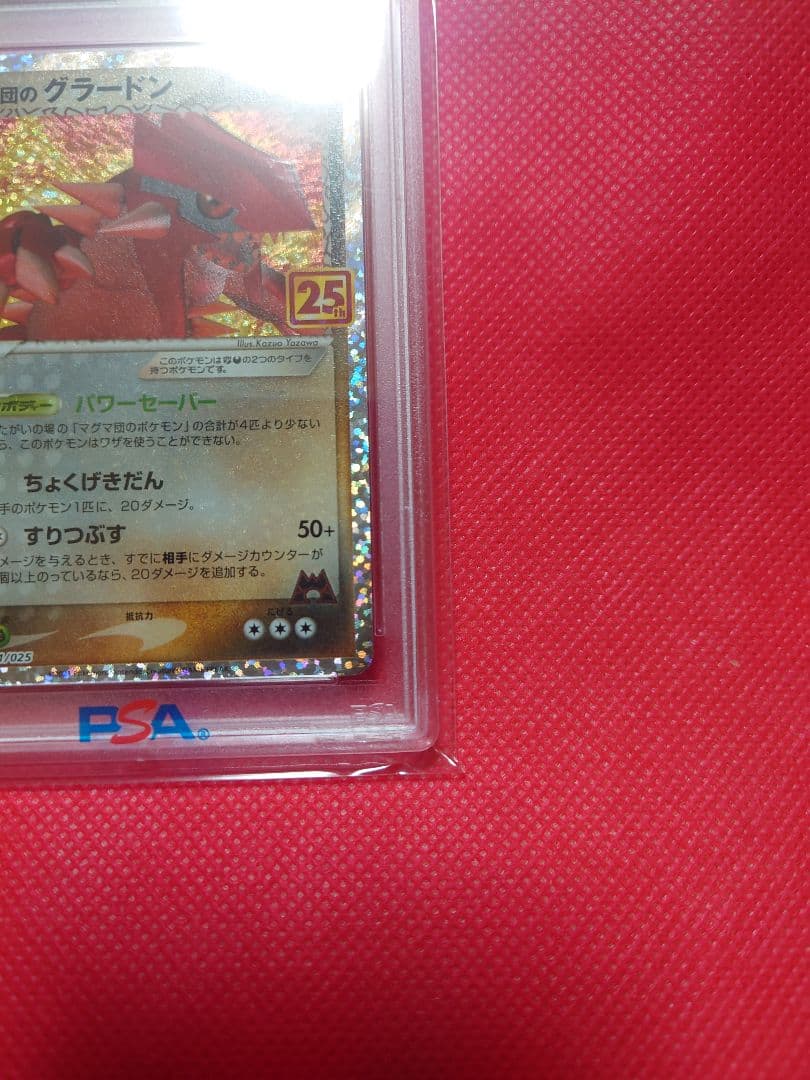 団の グラードン
25th
Illus. Kazuo Yazawa
このポケモンは の2つのタイプを
持つポケモンです。
ボディー パワーセーバー
たがいの場の「マグマ団のポケモン」の合計が4匹より少ない
ら、このポケモンはワザを使うことができない。
ちょくげきだん
手のポケモン1匹に、20ダメージ。
すりつぶす 50+
メージを与えるとき、すでに相手にダメージカウンターが
個以上のっているなら、20ダメージを追加する。
抵抗力 にげる
/025
PSA®